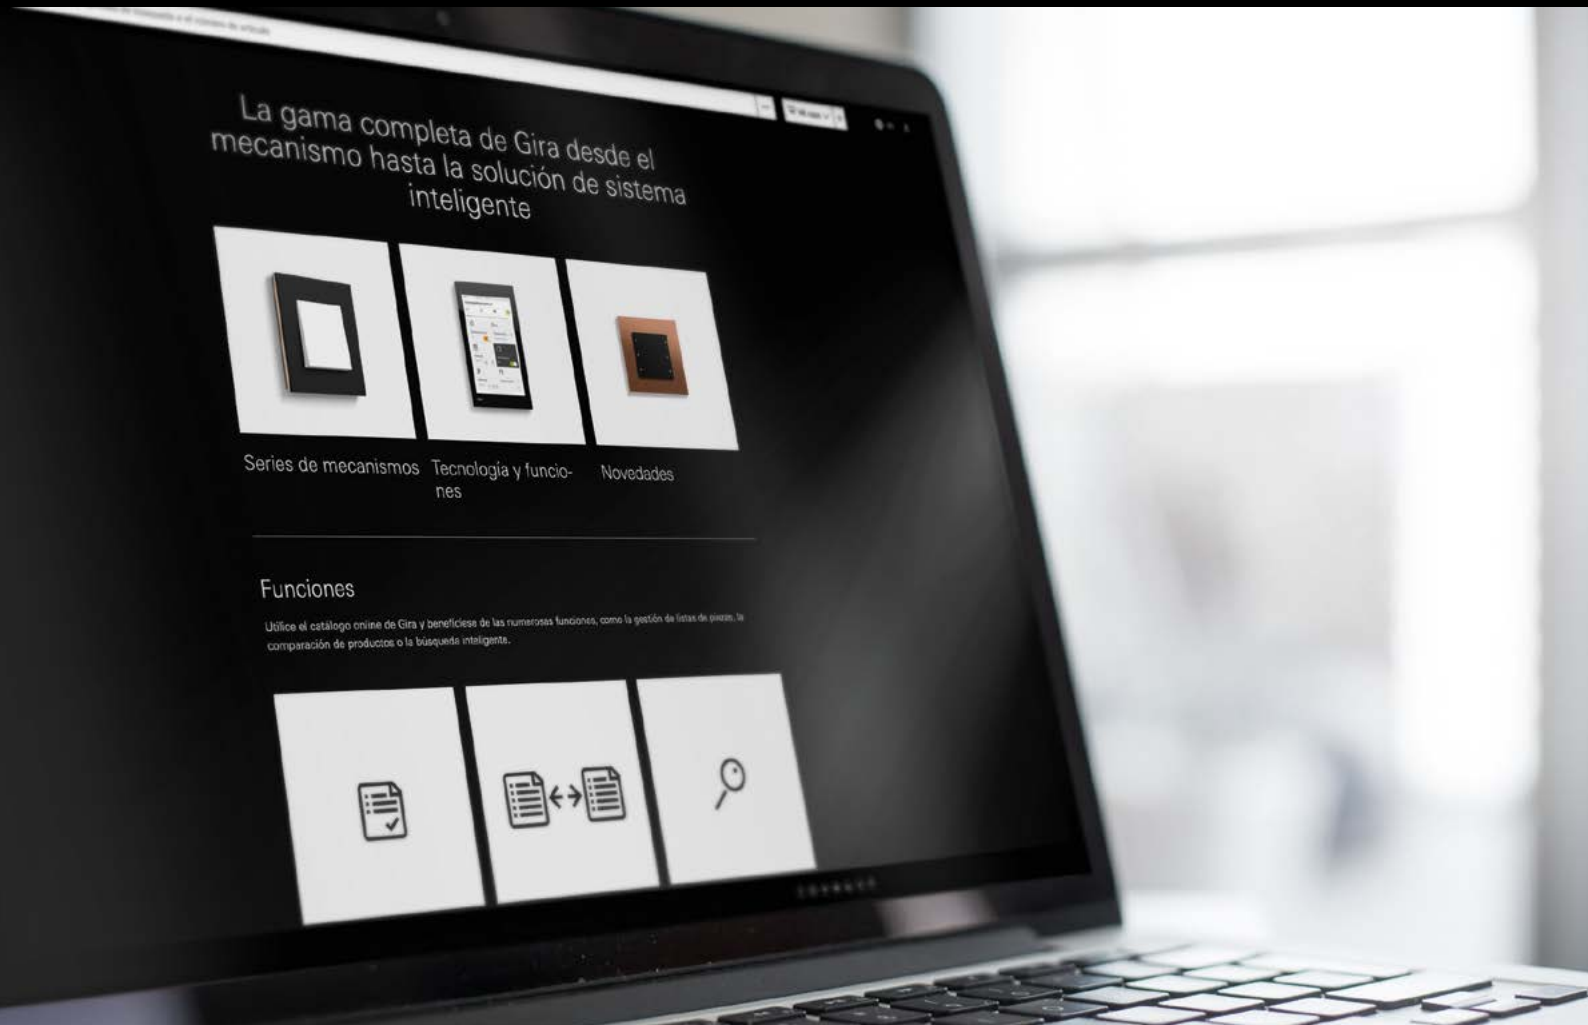 La gama completa de Gira desde el
mecanismo hasta la solución de sistema
inteligente
Series de mecanismos
Tecnología y funcio-
nes
Novedades
Funciones
Utilice el catálogo online de Gira y benefíciese de las numerosas funciones, como la gestión de listas de piezas, la
comparación de productos o la búsqueda inteligente.